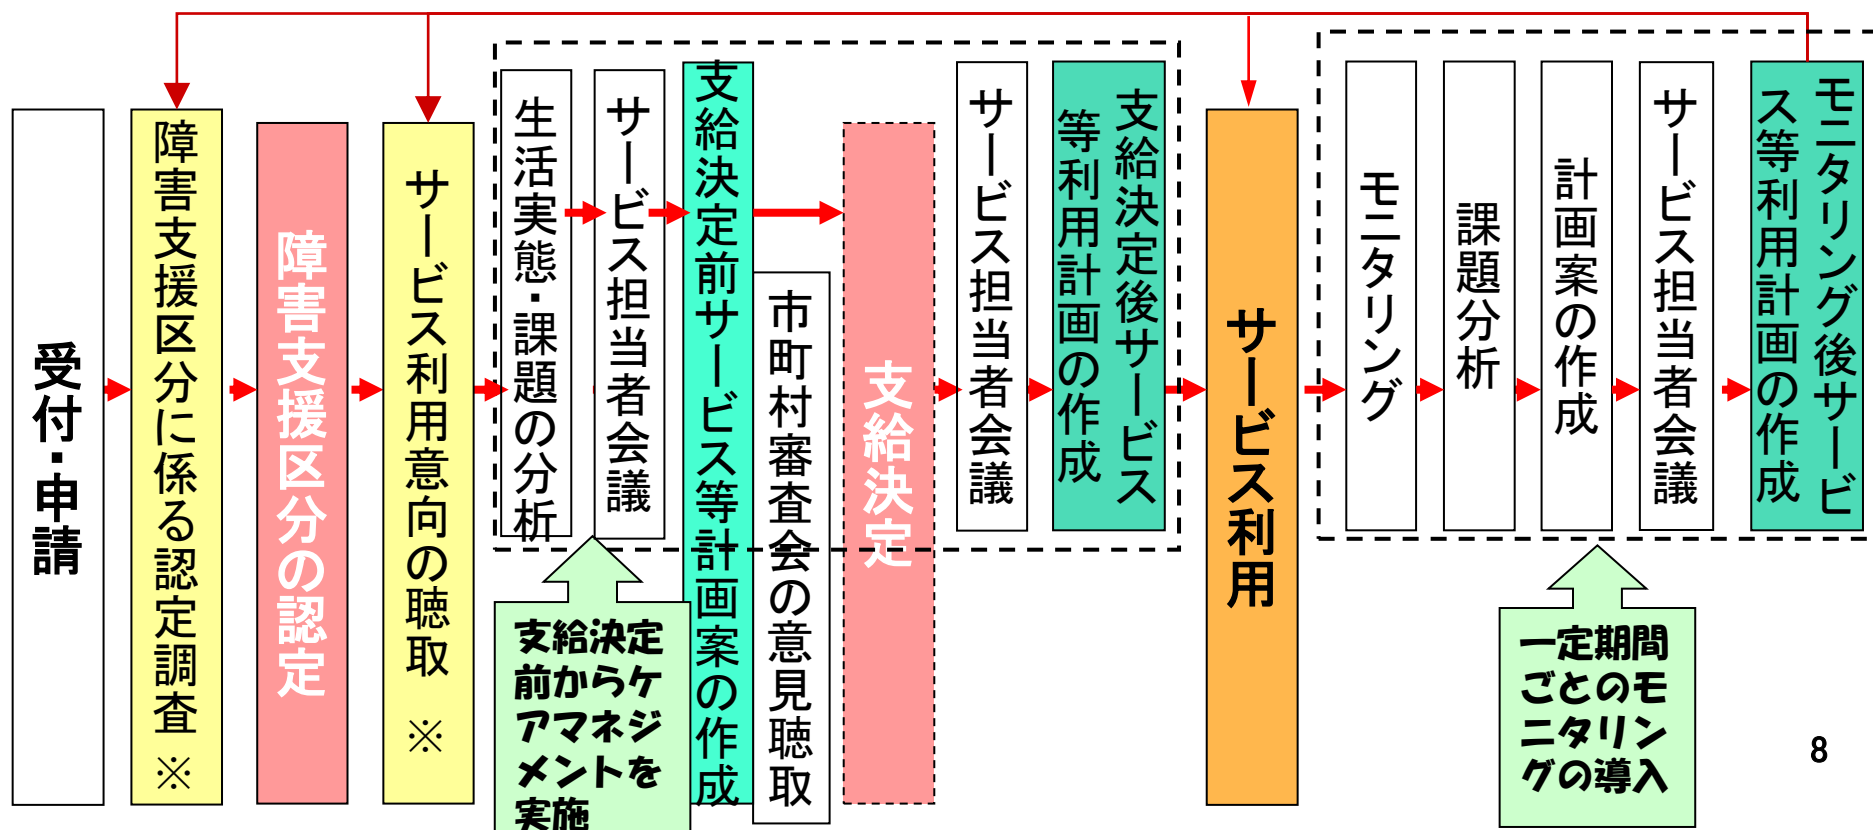 受付・申請
障害支援区分に係る認定調査 ※
障害支援区分の認定
サービス利用意向の聴取 ※
生活実態・課題の分析
サービス担当者会議
支給決定前サービス等計画案の作成
市町村審査会の意見聴取
支給決定
サービス担当者会議
支給決定後サービス
等利用計画の作成
サービス利用
モニタリング
課題分析
計画案の作成
サービス担当者会議
モニタリング後サービ
ス等利用計画の作成
支給決定
前からケ
アマネジ
メントを
実施
一定期間
ごとのモ
ニタリン
グの導入
8